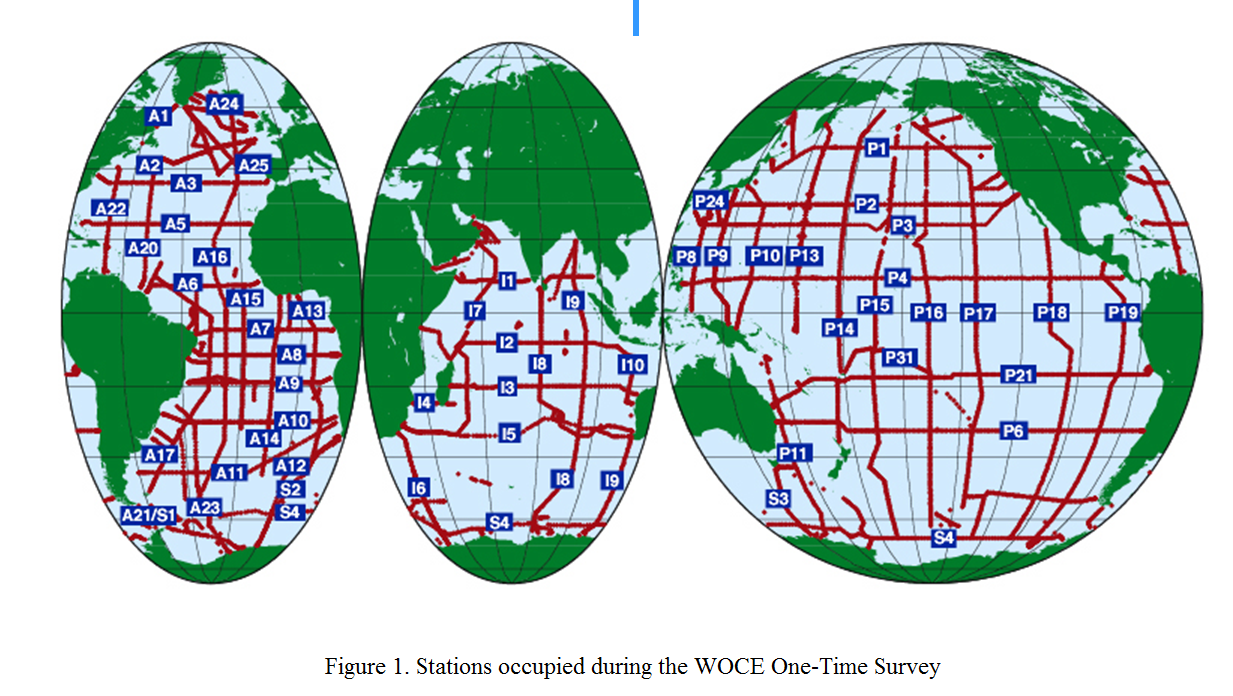 A1
A24
A2
A25
A3
A22
A5
A20
A16
A6
A15
A13
A7
A8
A9
A10
A14
A17
A11
A12
S2
A23
A21/S1
S4
I1
I7
I9
I2
I8
I10
I3
I4
I5
I6
I8
I9
S4
P1
P24
P2
P3
P8
P9
P10
P13
P4
P15
P14
P16
P17
P18
P19
P31
P21
P6
P11
S3
S4
Figure 1. Stations occupied during the WOCE One-Time Survey